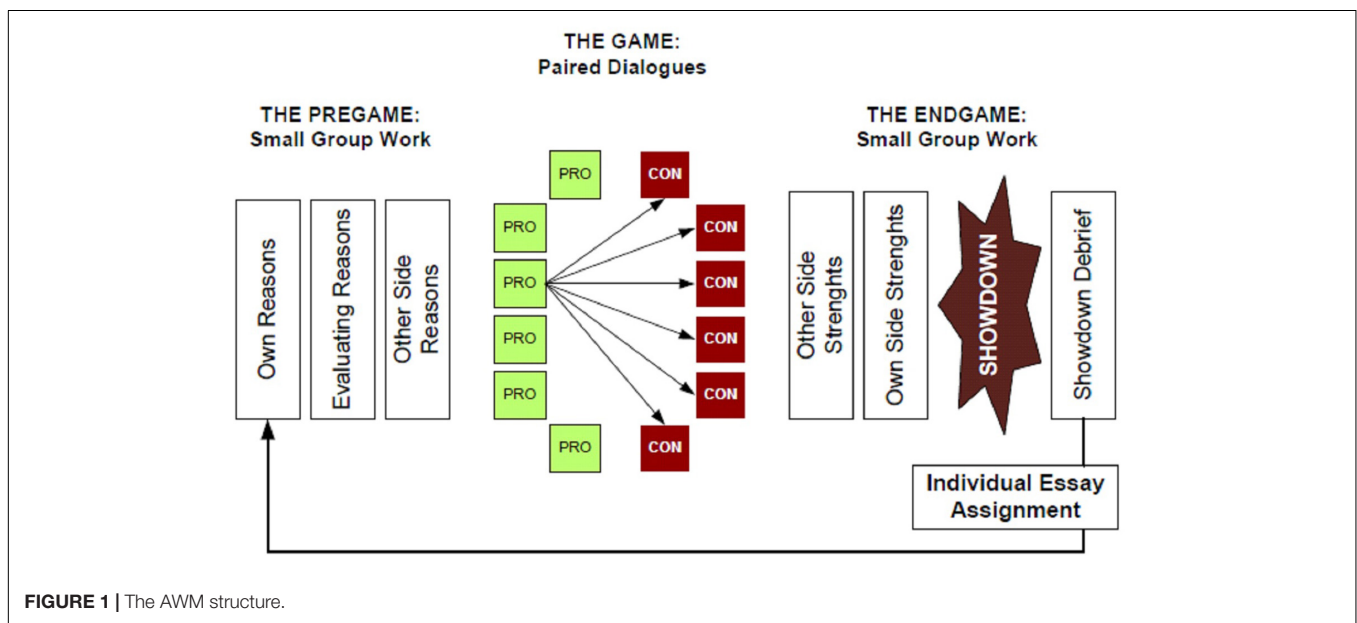 THE GAME:
Paired Dialogues
THE PREGAME:
Small Group Work
THE ENDGAME:
Small Group Work
Own Reasons
Evaluating Reasons
Other Side
Reasons
PRO
CON
PRO
CON
PRO
CON
PRO
CON
PRO
CON
PRO
CON
Other Side
Strenghts
Own Side Strenghts
SHOWDOWN
Showdown Debrief
Individual Essay
Assignment
FIGURE 1 | The AWM structure.